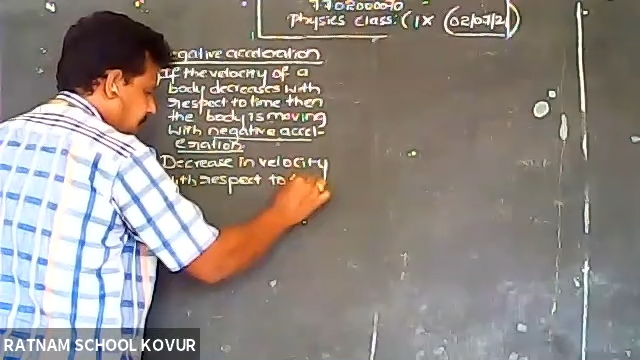 Physics class: (IX (02/07/21)
egative acceleration
If the velocity of a
body decreases with
respect to time then
the body is moving
with negative accel-
eration.
Decrease in velocity
with respect to
RATNAM SCHOOL KOVUR